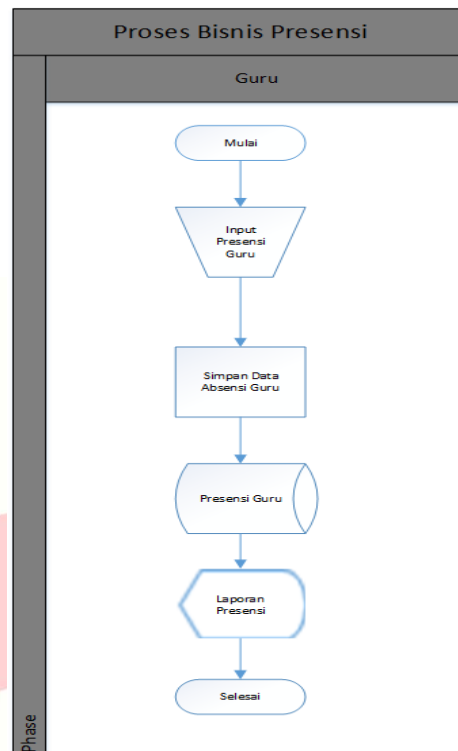 Proses Bisnis Presensi
Guru
Mulai
Input
Presensi
Guru
Simpan Data
Absensi Guru
Presensi Guru
Laporan
Presensi
Selesai
Phase